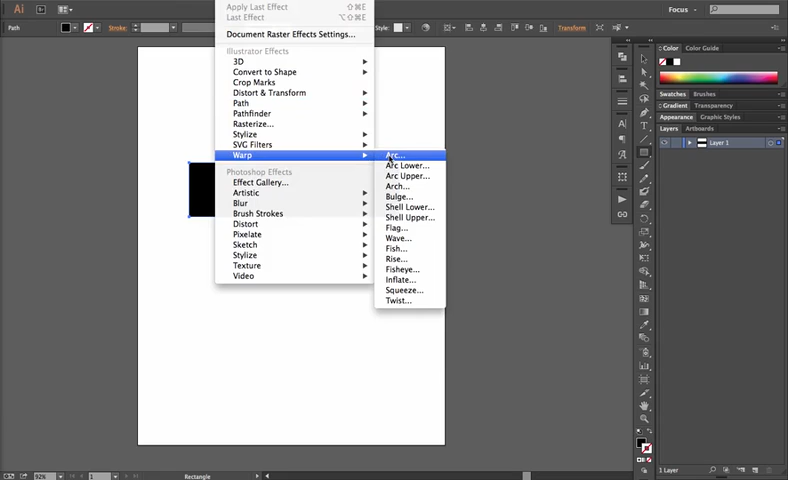 Ai Br Focus
Path Stroke: Style: Transform
Apply Last Effect ⇧⌘E
Last Effect ⌥⇧⌘E
Document Raster Effects Settings...
Illustrator Effects
3D
Convert to Shape
Crop Marks
Distort & Transform
Path
Pathfinder
Rasterize...
Stylize
SVG Filters
Warp
Photoshop Effects
Effect Gallery...
Artistic
Blur
Brush Strokes
Distort
Pixelate
Sketch
Stylize
Texture
Video
Arc...
Arc Lower...
Arc Upper...
Arch...
Bulge...
Shell Lower...
Shell Upper...
Flag...
Wave...
Fish...
Rise...
Fisheye...
Inflate...
Squeeze...
Twist...
Color Color Guide
Swatches Brushes
Gradient Transparency
Appearance Graphic Styles
Layers Artboards
Layer 1
1 Layer
92% 1 Rectangle